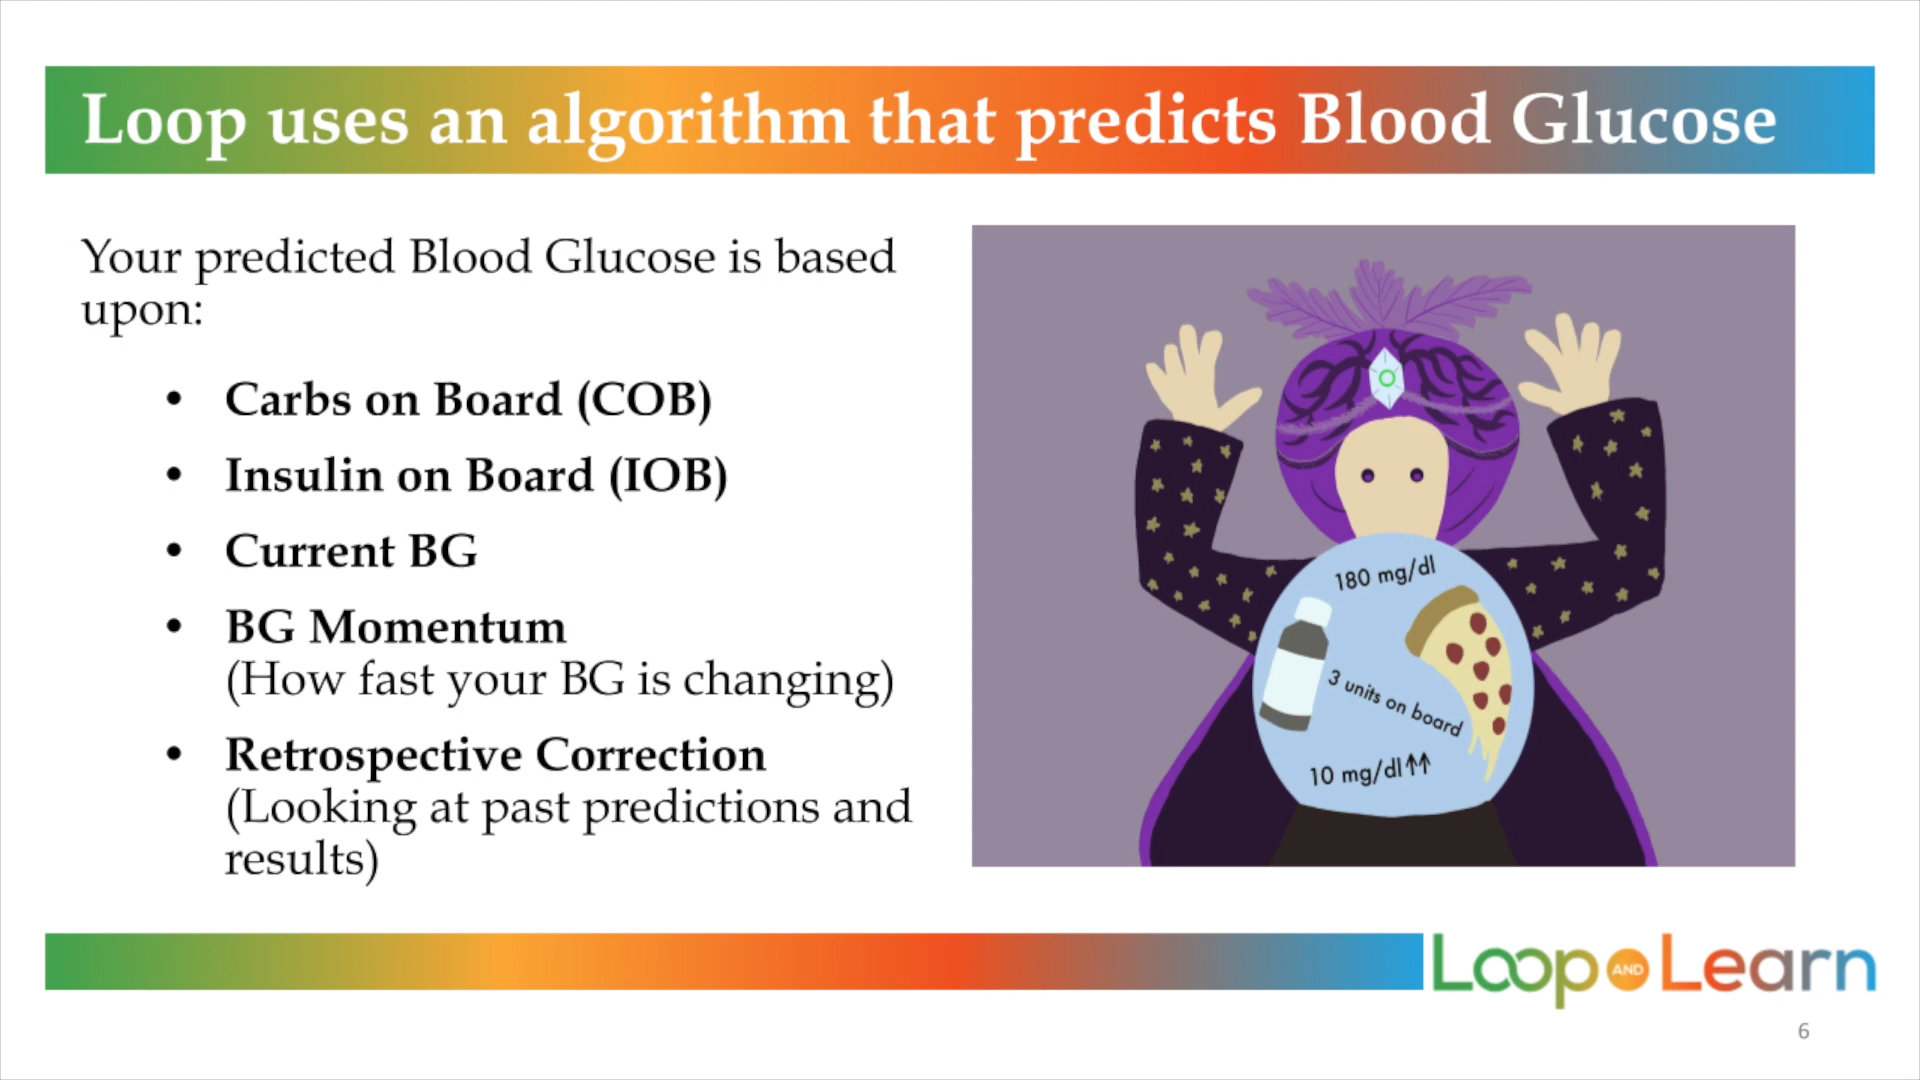 Loop uses an algorithm that predicts Blood Glucose
Your predicted Blood Glucose is based
upon:
• Carbs on Board (COB)
• Insulin on Board (IOB)
• Current BG
• BG Momentum
(How fast your BG is changing)
• Retrospective Correction
(Looking at past predictions and
results)
180 mg/dl
3 units on board
10 mg/dl↑↑
Loop AND Learn
6